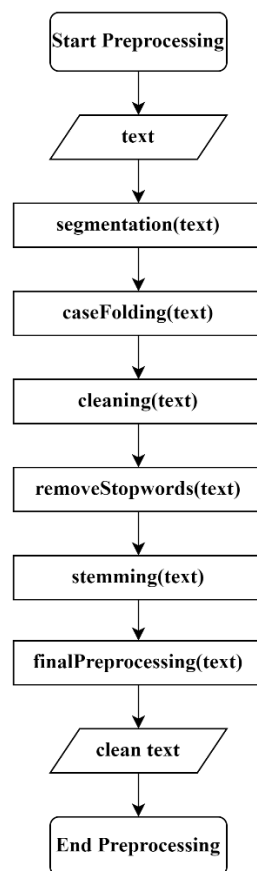 Start Preprocessing
text
segmentation(text)
caseFolding(text)
cleaning(text)
removeStopwords(text)
stemming(text)
finalPreprocessing(text)
clean text
End Preprocessing